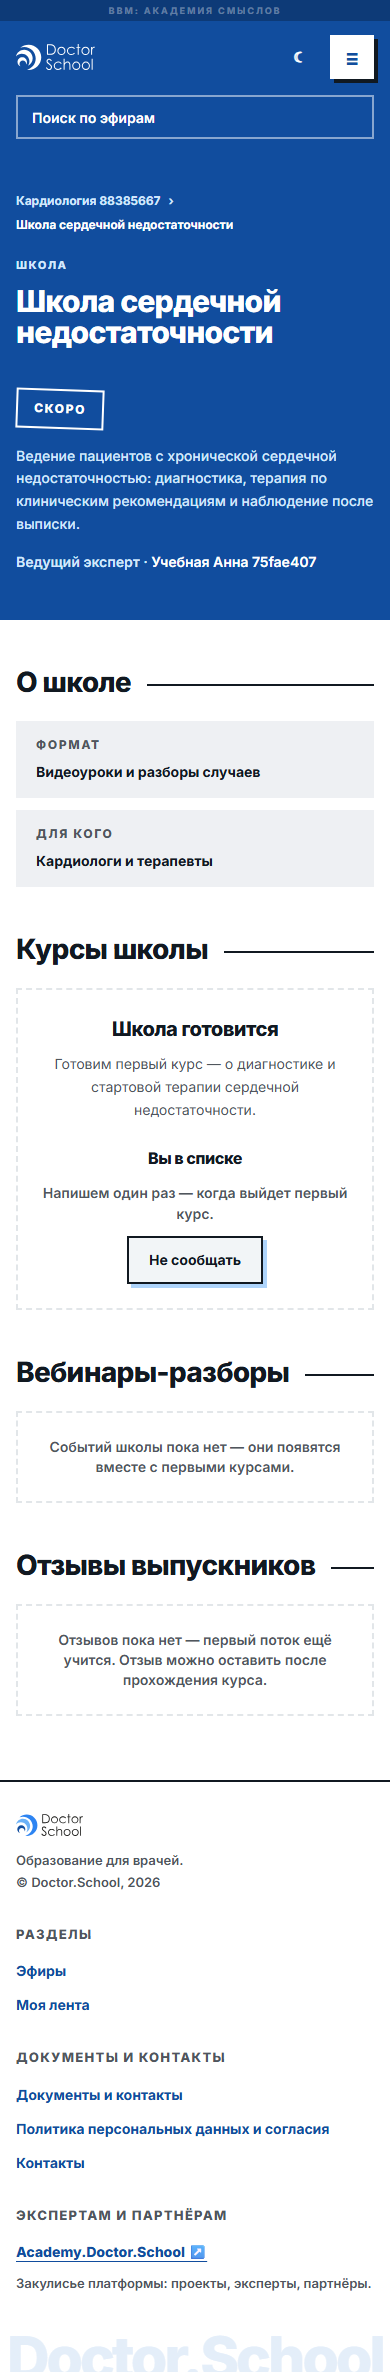 ВВМ: АКАДЕМИЯ СМЫСЛОВ
Doctor
School
Поиск по эфирам
Кардиология 88385667 ›
Школа сердечной недостаточности
ШКОЛА
Школа сердечной
недостаточности
СКОРО
Ведение пациентов с хронической сердечной
недостаточностью: диагностика, терапия по
клиническим рекомендациям и наблюдение после
выписки.
Ведущий эксперт · Учебная Анна 75fae407
О школе
ФОРМАТ
Видеоуроки и разборы случаев
ДЛЯ КОГО
Кардиологи и терапевты
Курсы школы
Школа готовится
Готовим первый курс — о диагностике и
стартовой терапии сердечной
недостаточности.
Вы в списке
Напишем один раз — когда выйдет первый
курс.
Не сообщать
Вебинары-разборы
Событий школы пока нет — они появятся
вместе с первыми курсами.
Отзывы выпускников
Отзывов пока нет — первый поток ещё
учится. Отзыв можно оставить после
прохождения курса.
Doctor
School
Образование для врачей.
© Doctor.School, 2026
РАЗДЕЛЫ
Эфиры
Моя лента
ДОКУМЕНТЫ И КОНТАКТЫ
Документы и контакты
Политика персональных данных и согласия
Контакты
ЭКСПЕРТАМ И ПАРТНЁРАМ
Academy.Doctor.School ↗
Закулисье платформы: проекты, эксперты, партнёры.
Doctor.School